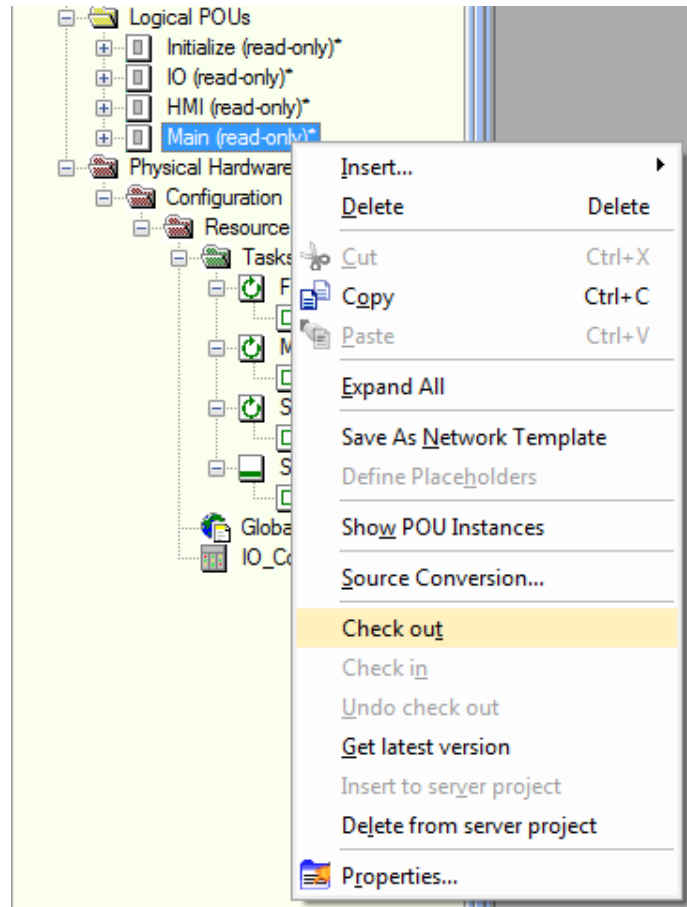 Logical POUs
Initialize (read-only)*
IO (read-only)*
HMI (read-only)*
Main (read-only)*
Physical Hardware
Configuration
Resource
Tasks
F
M
S
S
Globa
IO_Co
Insert...
Delete Delete
Cut Ctrl+X
Copy Ctrl+C
Paste Ctrl+V
Expand All
Save As Network Template
Define Placeholders
Show POU Instances
Source Conversion...
Check out
Check in
Undo check out
Get latest version
Insert to server project
Delete from server project
Properties...